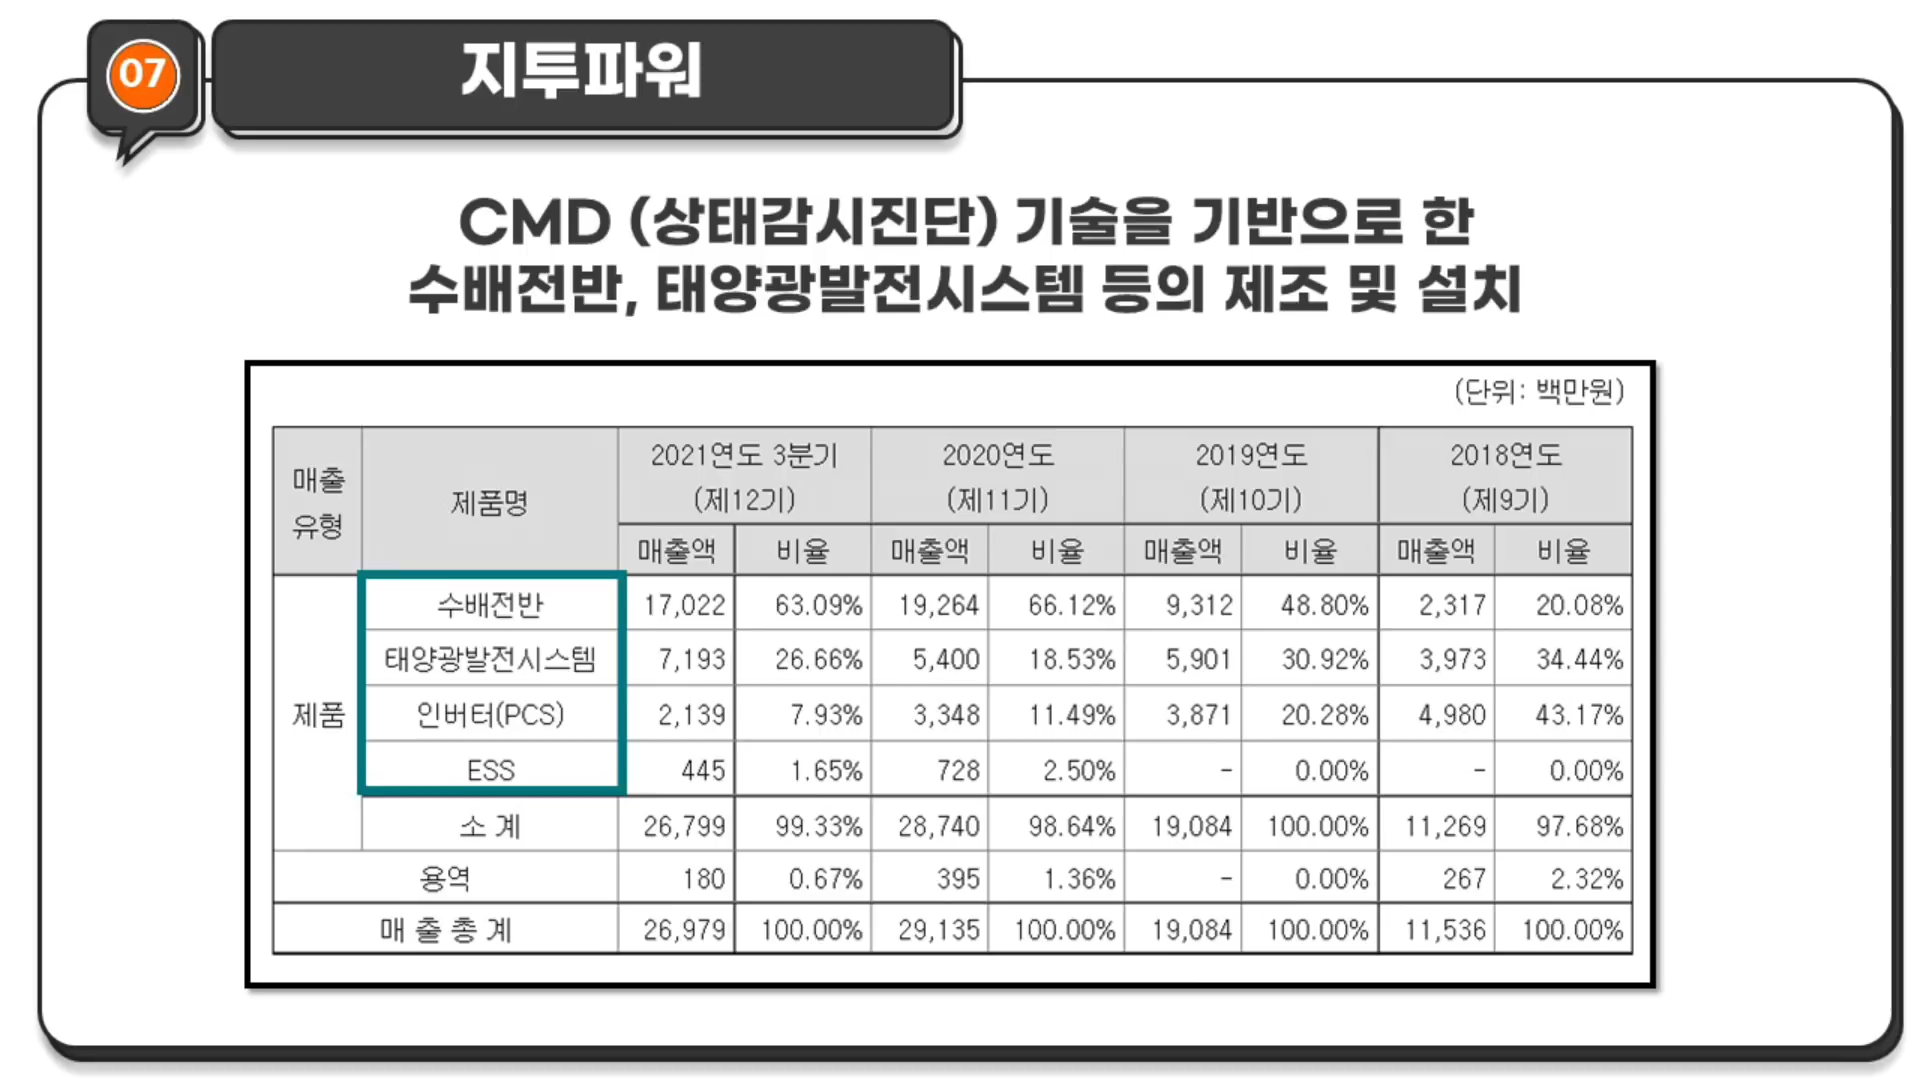 07
지투파워
CMD (상태감시진단) 기술을 기반으로 한
수배전반, 태양광발전시스템 등의 제조 및 설치
(단위: 백만원)
매출 유형 제품명 2021연도 3분기 (제12기) 2020연도 (제11기) 2019연도 (제10기) 2018연도 (제9기)
매출액 비율 매출액 비율 매출액 비율 매출액 비율
제품
수배전반 17,022 63.09% 19,264 66.12% 9,312 48.80% 2,317 20.08%
태양광발전시스템 7,193 26.66% 5,400 18.53% 5,901 30.92% 3,973 34.44%
인버터(PCS) 2,139 7.93% 3,348 11.49% 3,871 20.28% 4,980 43.17%
ESS 445 1.65% 728 2.50% - 0.00% - 0.00%
소 계 26,799 99.33% 28,740 98.64% 19,084 100.00% 11,269 97.68%
용역 180 0.67% 395 1.36% - 0.00% 267 2.32%
매 출 총 계 26,979 100.00% 29,135 100.00% 19,084 100.00% 11,536 100.00%